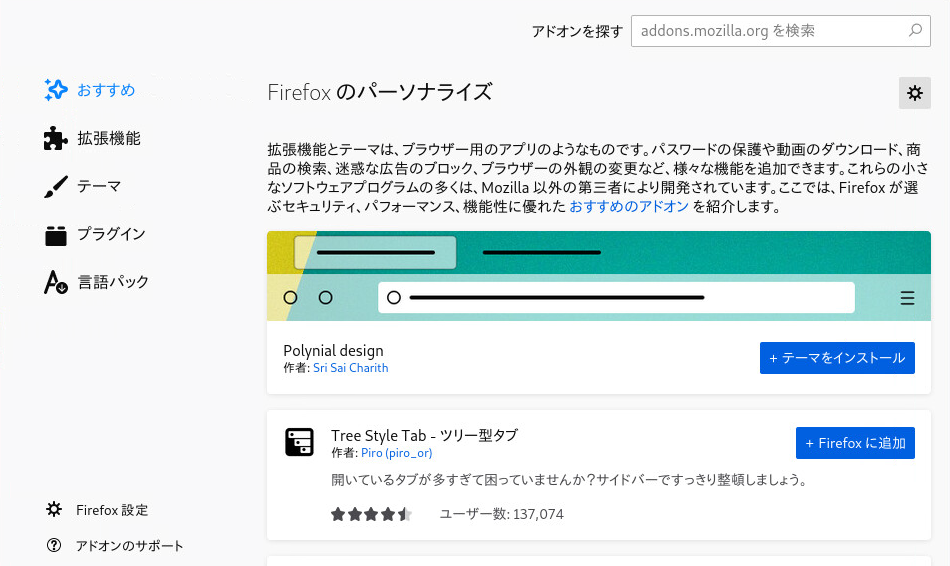 アドオンを探す
addons.mozilla.org を検索
おすすめ
拡張機能
テーマ
プラグイン
言語パック
Firefox 設定
アドオンのサポート
Firefox のパーソナライズ
拡張機能とテーマは、ブラウザー用のアプリのようなものです。パスワードの保護や動画のダウンロード、商
品の検索、迷惑な広告のブロック、ブラウザーの外観の変更など、様々な機能を追加できます。これらの小さ
なソフトウェアプログラムの多くは、Mozilla 以外の第三者により開発されています。ここでは、Firefox が選
ぶセキュリティ、パフォーマンス、機能性に優れた おすすめのアドオン を紹介します。
Polynial design
作者: Sri Sai Charith
+ テーマをインストール
Tree Style Tab - ツリー型タブ
作者: Piro (piro_or)
+ Firefox に追加
開いているタブが多すぎて困っていませんか?サイドバーですっきり整頓しましょう。
ユーザー数: 137,074